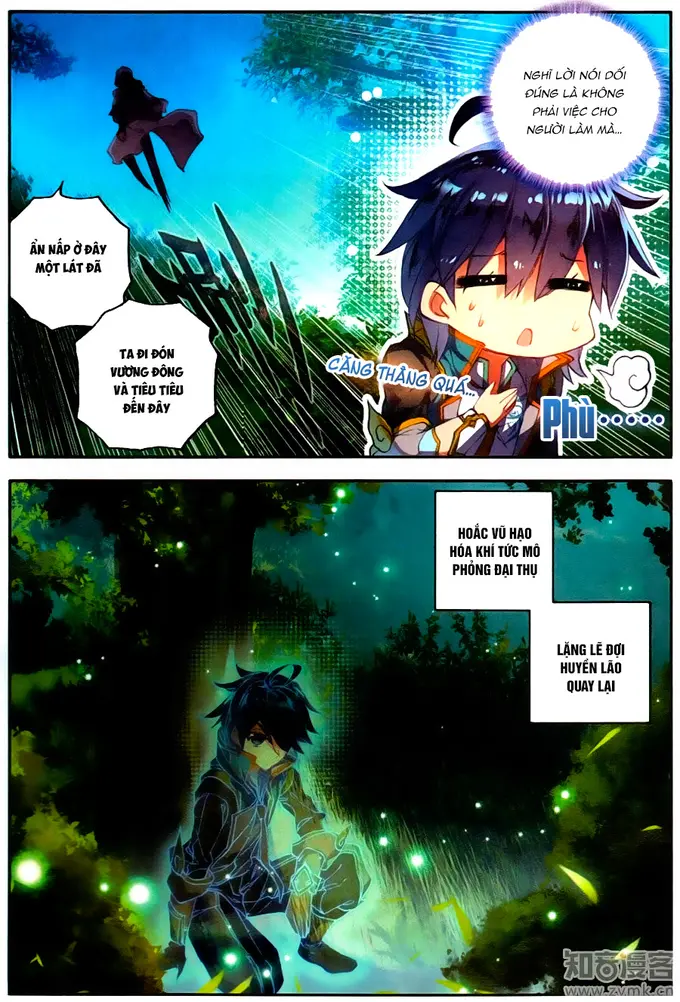 NGHĨ LỜI NÓI DỐI
ĐÚNG LÀ KHÔNG
PHẢI VIỆC CHO
NGƯỜI LÀM MÀ...
ẨN NẤP Ở ĐÂY
MỘT LÁT ĐÃ
TA ĐI ĐÓN
VƯƠNG ĐÔNG
VÀ TIÊU TIÊU
ĐẾN ĐÂY
CĂNG THẲNG QUÁ...
PHÙ......
HOẮC VŨ HẠO
HÓA KHÍ TỨC MÔ
PHỎNG ĐẠI THỤ
LẶNG LẼ ĐỢI
HUYỀN LÃO
QUAY LẠI
知音漫客
www.zymk.cn